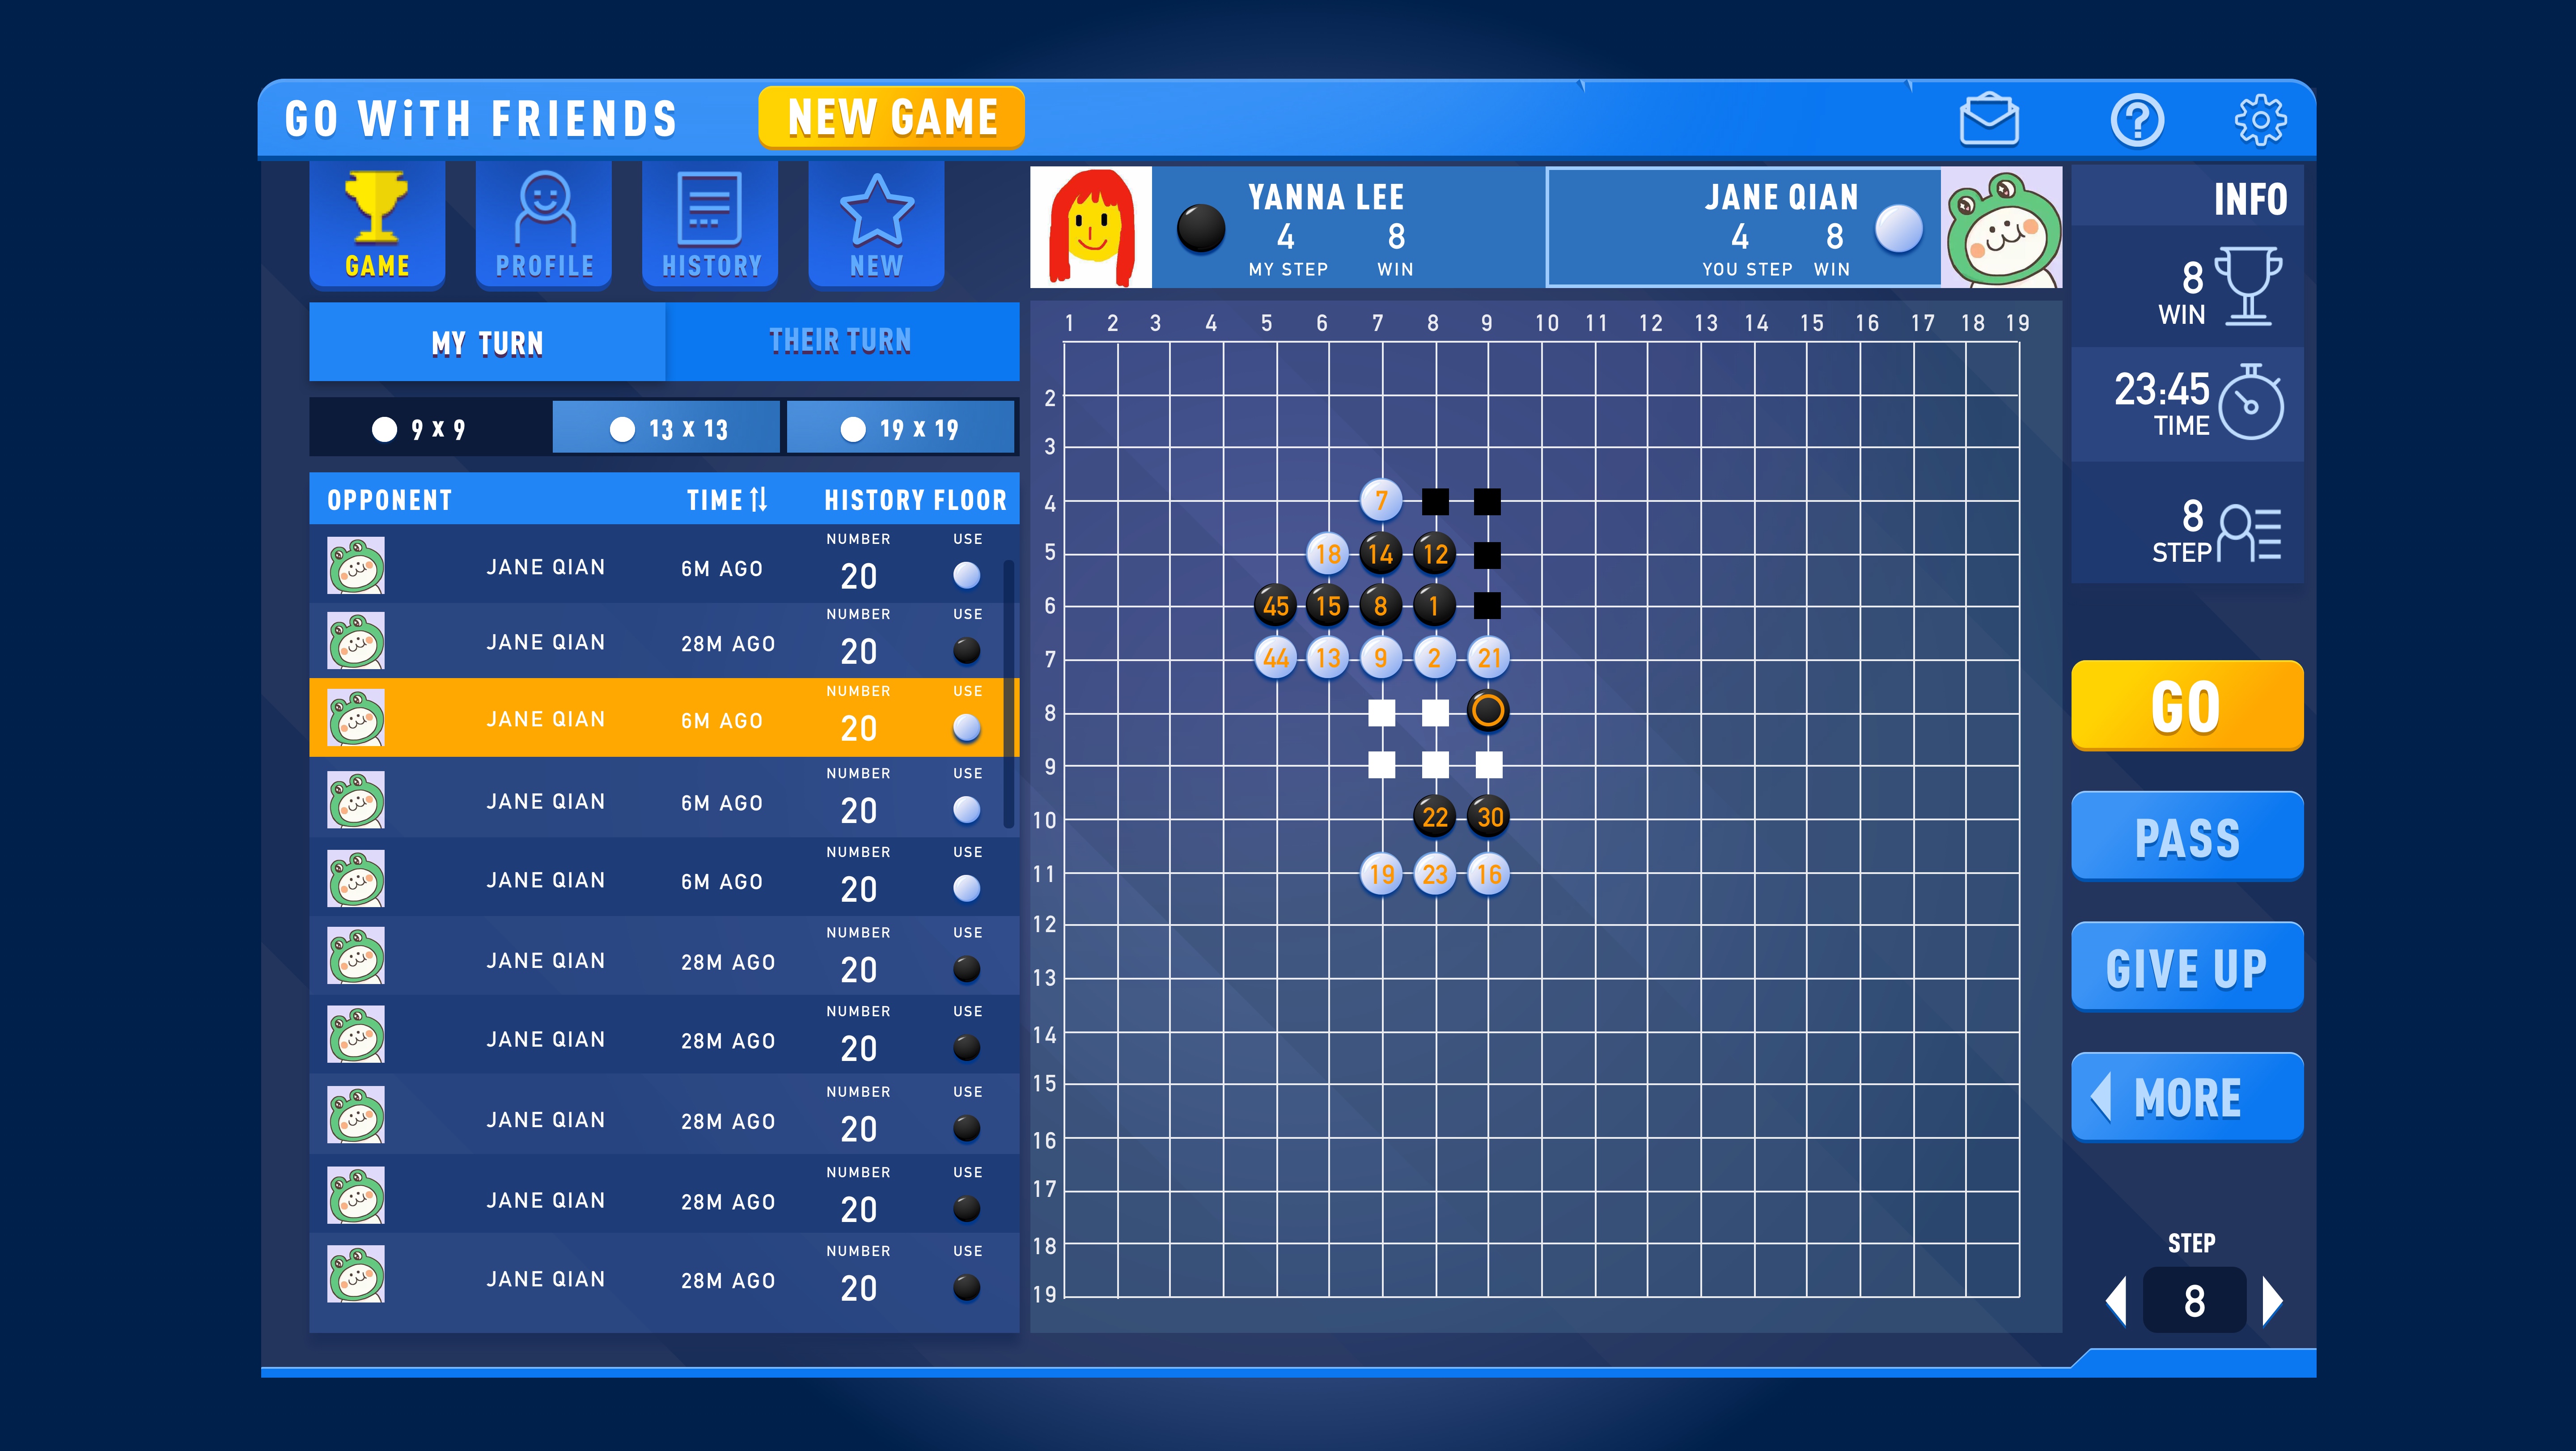 GO WiTH FRIENDS
NEW GAME
GAME
PROFILE
HISTORY
NEW
MY TURN
THEIR TURN
9 X 9
13 X 13
19 X 19
OPPONENT
TIME
HISTORY FLOOR
JANE QIAN 6M AGO NUMBER 20 USE
JANE QIAN 28M AGO NUMBER 20 USE
JANE QIAN 6M AGO NUMBER 20 USE
JANE QIAN 6M AGO NUMBER 20 USE
JANE QIAN 6M AGO NUMBER 20 USE
JANE QIAN 28M AGO NUMBER 20 USE
JANE QIAN 28M AGO NUMBER 20 USE
JANE QIAN 28M AGO NUMBER 20 USE
JANE QIAN 28M AGO NUMBER 20 USE
JANE QIAN 28M AGO NUMBER 20 USE
YANNA LEE
4 8
MY STEP WIN
JANE QIAN
4 8
YOU STEP WIN
1 2 3 4 5 6 7 8 9 10 11 12 13 14 15 16 17 18 19
2
3
4 7
5 18 14 12
6 45 15 8 1
7 44 13 9 2 21
8
9
10 22 30
11 19 23 16
12
13
14
15
16
17
18
19
INFO
8
WIN
23:45
TIME
8
STEP
GO
PASS
GIVE UP
MORE
STEP
8